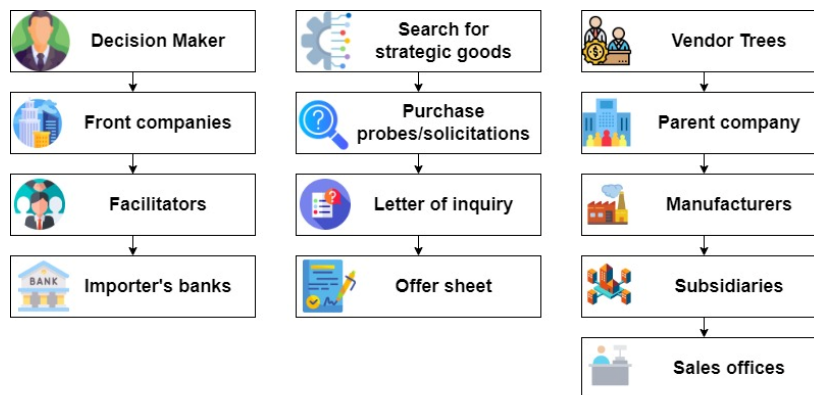 Decision Maker
Front companies
Facilitators
BANK
Importer's banks
Search for
strategic goods
Purchase
probes/solicitations
Letter of inquiry
Offer sheet
Vendor Trees
Parent company
Manufacturers
Subsidiaries
Sales offices